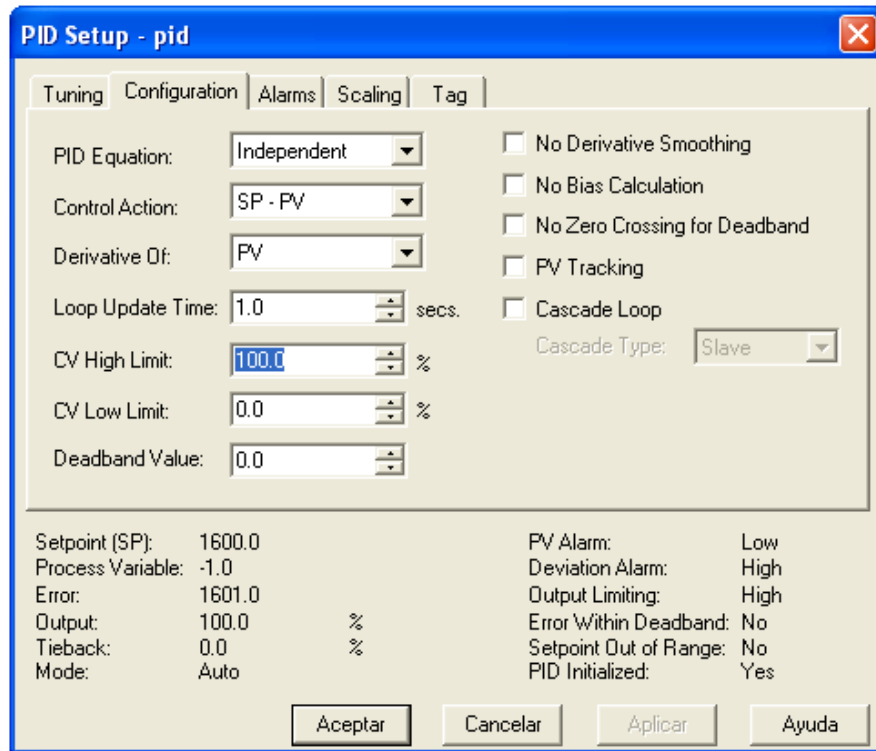 PID Setup - pid
Tuning Configuration Alarms Scaling Tag
PID Equation: Independent
Control Action: SP - PV
Derivative Of: PV
Loop Update Time: 1.0 secs.
CV High Limit: 100.0 %
CV Low Limit: 0.0 %
Deadband Value: 0.0
No Derivative Smoothing
No Bias Calculation
No Zero Crossing for Deadband
PV Tracking
Cascade Loop
Cascade Type: Slave
Setpoint (SP): 1600.0
Process Variable: -1.0
Error: 1601.0
Output: 100.0 %
Tieback: 0.0 %
Mode: Auto
PV Alarm: Low
Deviation Alarm: High
Output Limiting: High
Error Within Deadband: No
Setpoint Out of Range: No
PID Initialized: Yes
Aceptar Cancelar Aplicar Ayuda